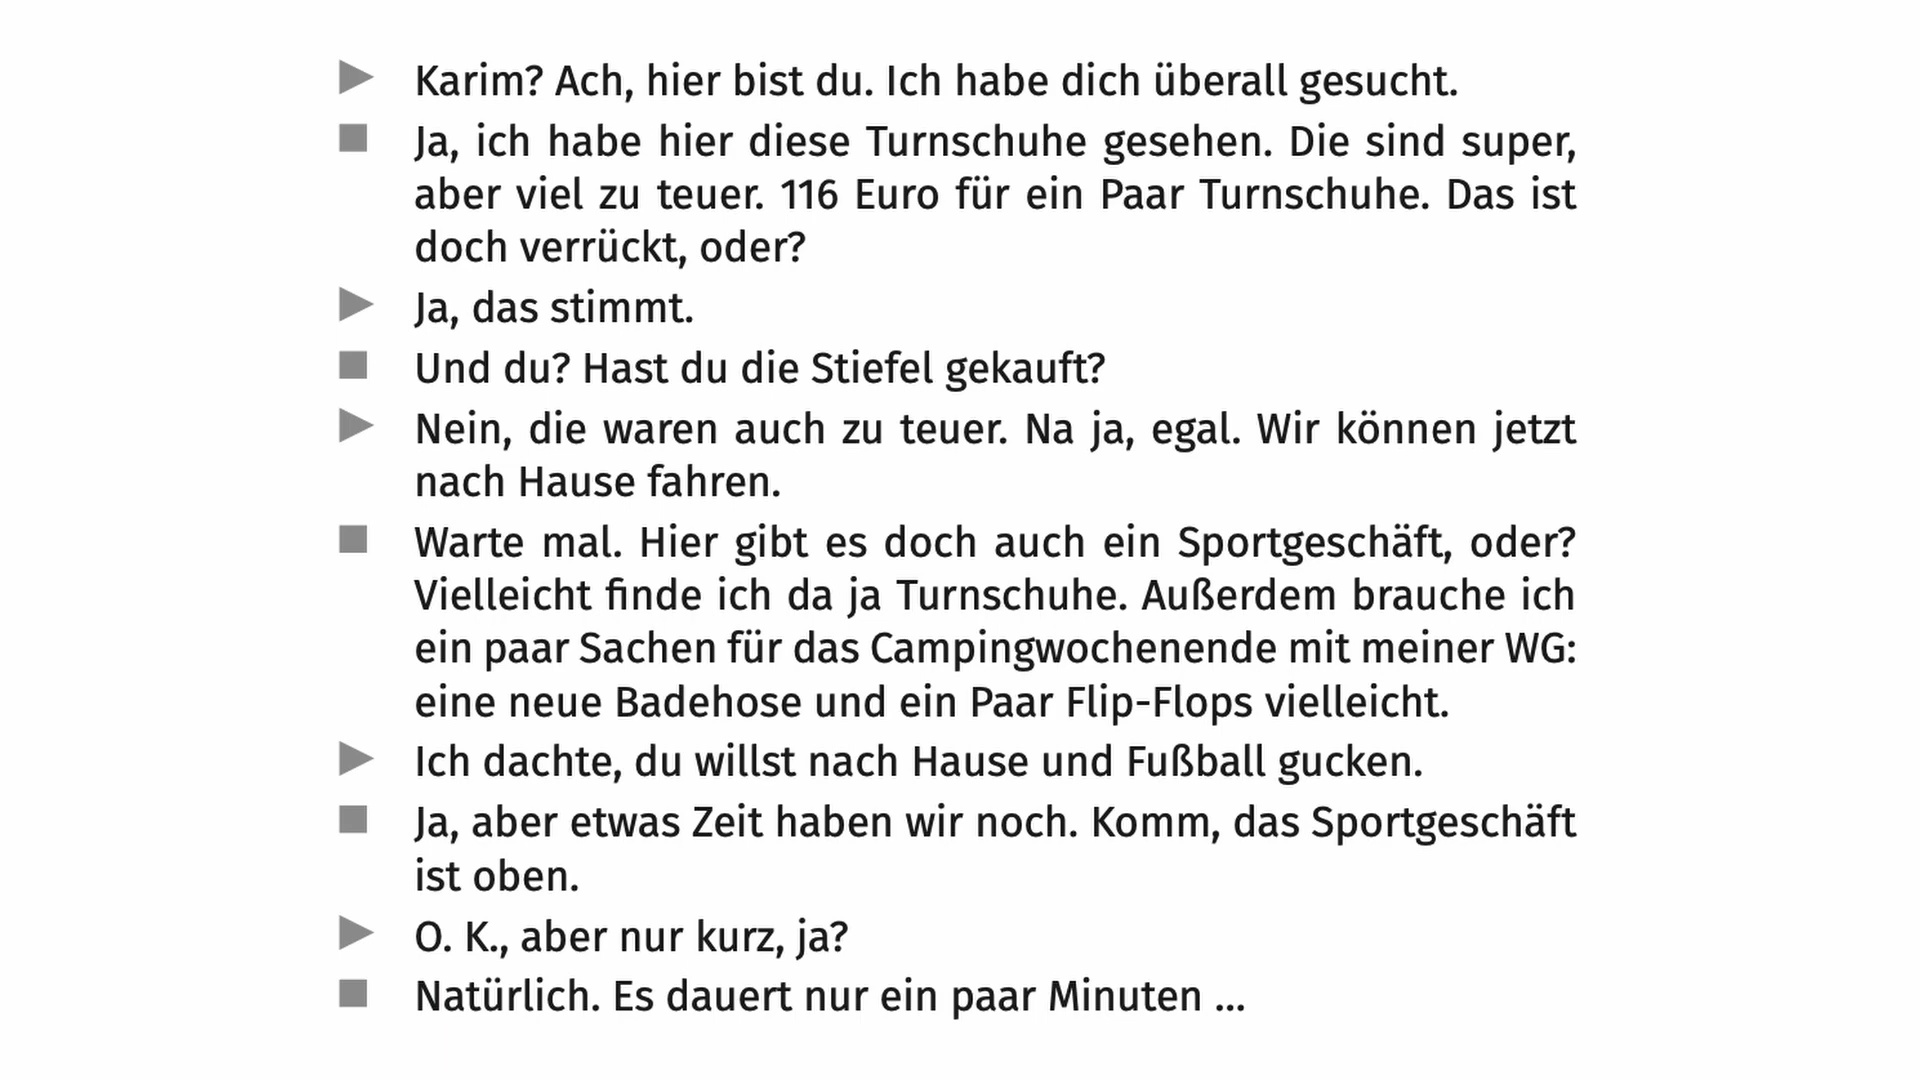 Karim? Ach, hier bist du. Ich habe dich überall gesucht.
Ja, ich habe hier diese Turnschuhe gesehen. Die sind super,
aber viel zu teuer. 116 Euro für ein Paar Turnschuhe. Das ist
doch verrückt, oder?
Ja, das stimmt.
Und du? Hast du die Stiefel gekauft?
Nein, die waren auch zu teuer. Na ja, egal. Wir können jetzt
nach Hause fahren.
Warte mal. Hier gibt es doch auch ein Sportgeschäft, oder?
Vielleicht finde ich da ja Turnschuhe. Außerdem brauche ich
ein paar Sachen für das Campingwochenende mit meiner WG:
eine neue Badehose und ein Paar Flip-Flops vielleicht.
Ich dachte, du willst nach Hause und Fußball gucken.
Ja, aber etwas Zeit haben wir noch. Komm, das Sportgeschäft
ist oben.
O. K., aber nur kurz, ja?
Natürlich. Es dauert nur ein paar Minuten ...